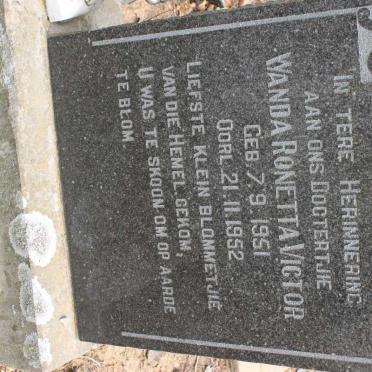 IN TERE HERINNERING
AAN ONS DOGTERTJIE
WANDA RONETTA VICTOR
GEB. 7.9.1951
OORL. 21.11.1952
LIEFSTE KLEIN BLOMMETJIE
VAN DIE HEMEL GEKOM,
U WAS TE SKOON OM OP AARDE
TE BLOM.